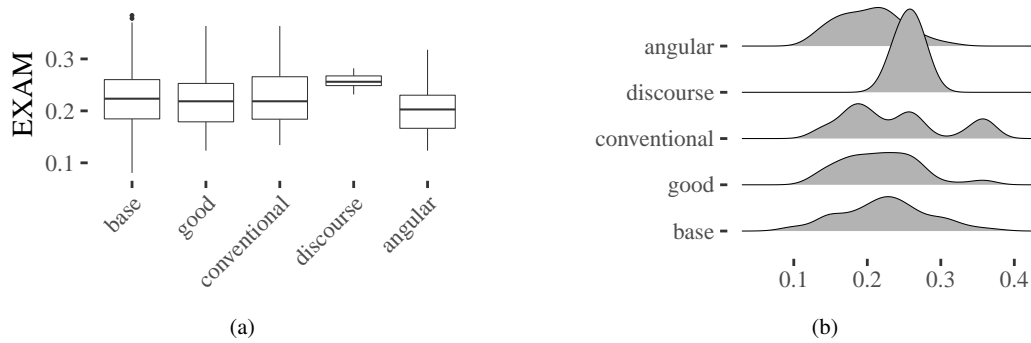 EXAM
0.3
0.2
0.1
base
good
conventional
discourse
angular
(a)
angular
discourse
conventional
good
base
0.1 0.2 0.3 0.4
(b)